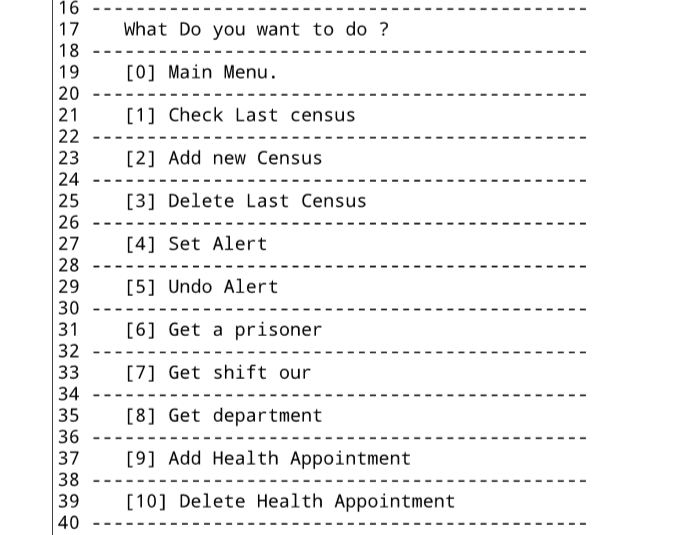 16 ---------------------------------------------
17 What Do you want to do ?
18 ---------------------------------------------
19 [0] Main Menu.
20 ---------------------------------------------
21 [1] Check Last census
22 ---------------------------------------------
23 [2] Add new Census
24 ---------------------------------------------
25 [3] Delete Last Census
26 ---------------------------------------------
27 [4] Set Alert
28 ---------------------------------------------
29 [5] Undo Alert
30 ---------------------------------------------
31 [6] Get a prisoner
32 ---------------------------------------------
33 [7] Get shift our
34 ---------------------------------------------
35 [8] Get department
36 ---------------------------------------------
37 [9] Add Health Appointment
38 ---------------------------------------------
39 [10] Delete Health Appointment
40 ---------------------------------------------